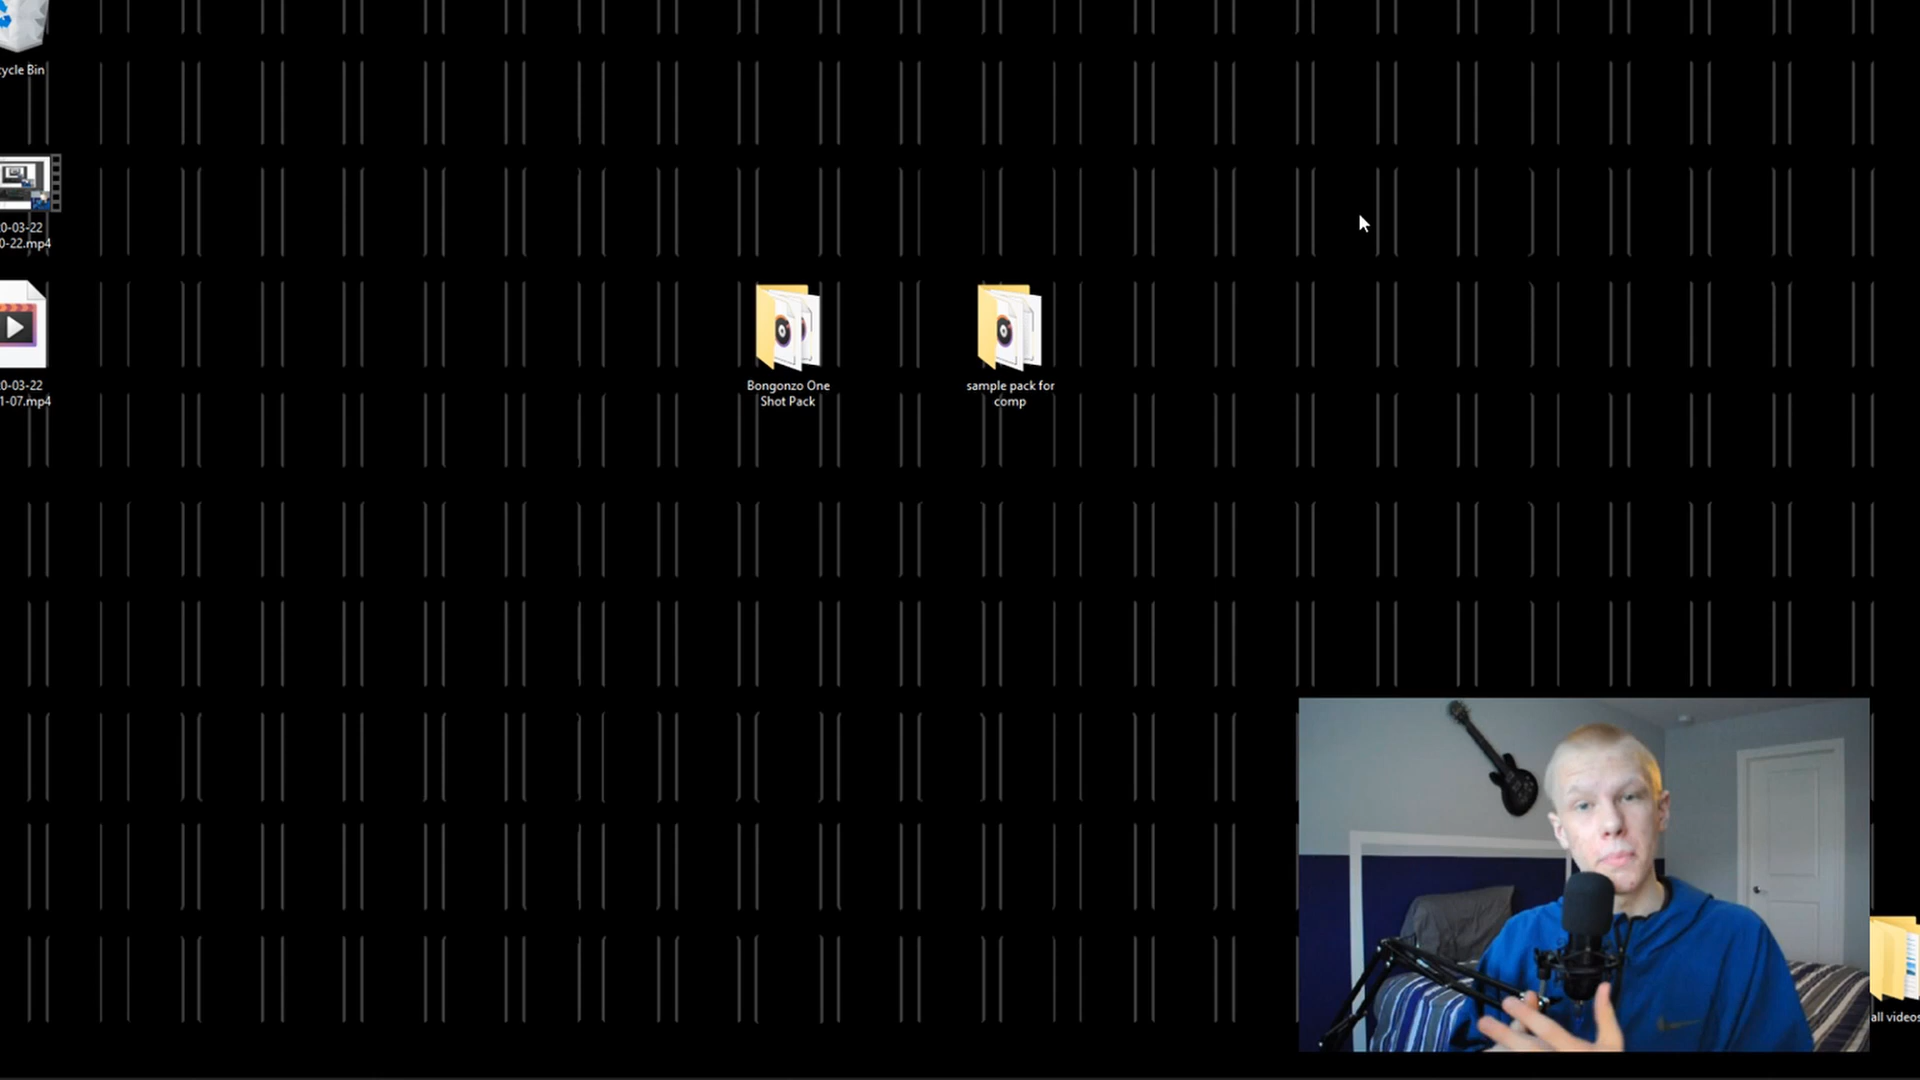 cycle Bin
0-03-22
0-22.mp4
0-03-22
1-07.mp4
Bongonzo One
Shot Pack
sample pack for
comp
all videos